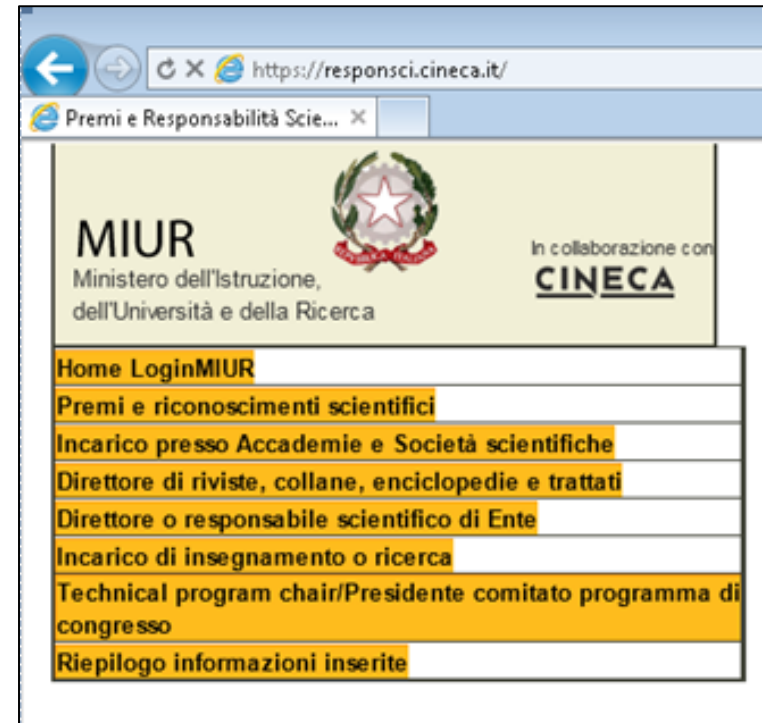 https://responsci.cineca.it/
Premi e Responsabilità Scie...
MIUR
Ministero dell'Istruzione,
dell'Università e della Ricerca
REPUBBLICA ITALIANA
In collaborazione con
CINECA
Home LoginMIUR
Premi e riconoscimenti scientifici
Incarico presso Accademie e Società scientifiche
Direttore di riviste, collane, enciclopedie e trattati
Direttore o responsabile scientifico di Ente
Incarico di insegnamento o ricerca
Technical program chair/Presidente comitato programma di
congresso
Riepilogo informazioni inserite